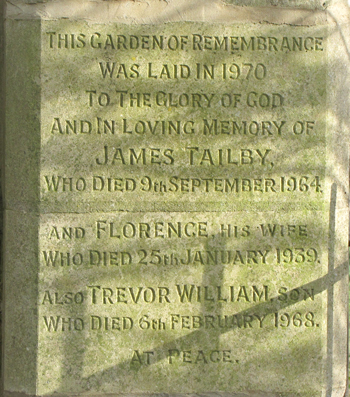 THIS GARDEN OF REMEMBRANCE
WAS LAID IN 1970
TO THE GLORY OF GOD
AND IN LOVING MEMORY OF
JAMES TAILBY,
WHO DIED 9th SEPTEMBER 1964.
AND FLORENCE, HIS WIFE
WHO DIED 25th JANUARY 1939.
ALSO TREVOR WILLIAM, SON
WHO DIED 6th FEBRUARY 1968.
AT PEACE.